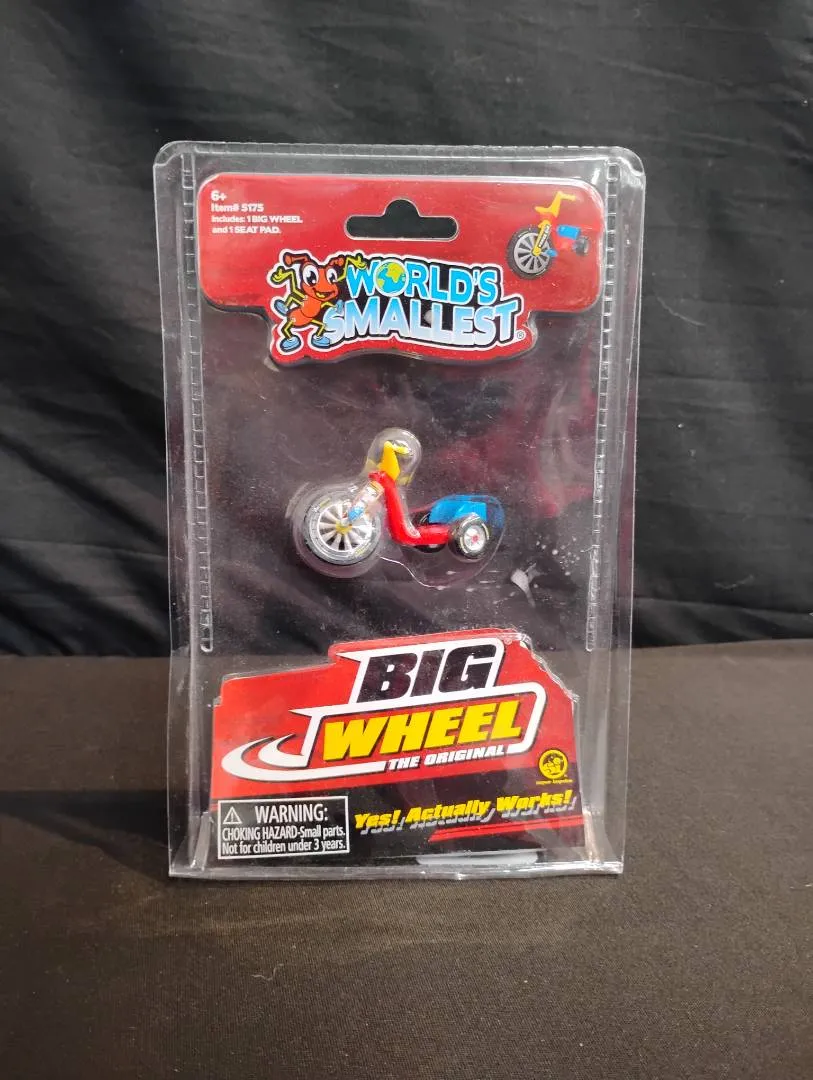 6+
Item# 5175
Includes: 1 BIG WHEEL
and 1 SEAT PAD.
WORLD'S
SMALLEST®
BIG®
WHEEL
THE ORIGINAL
Yes! Actually Works!
WARNING:
CHOKING HAZARD-Small parts.
Not for children under 3 years.